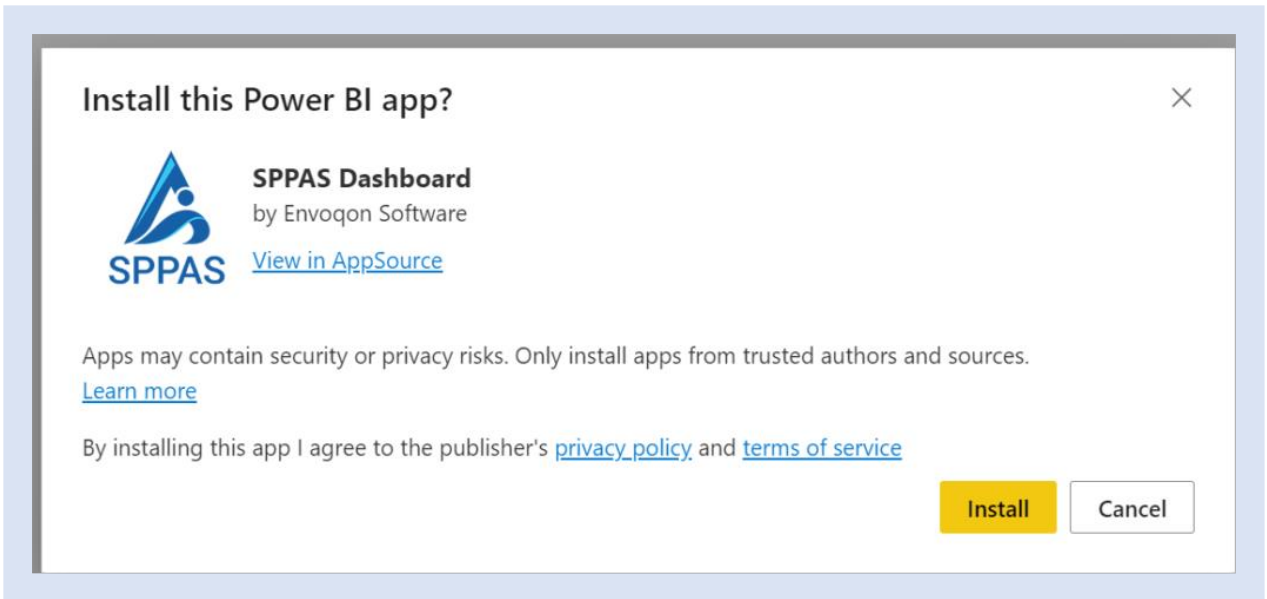 Install this Power BI app?
SPPAS Dashboard
by Envoqon Software
SPPAS
View in AppSource
Apps may contain security or privacy risks. Only install apps from trusted authors and sources.
Learn more
By installing this app I agree to the publisher's privacy policy and terms of service
Install
Cancel